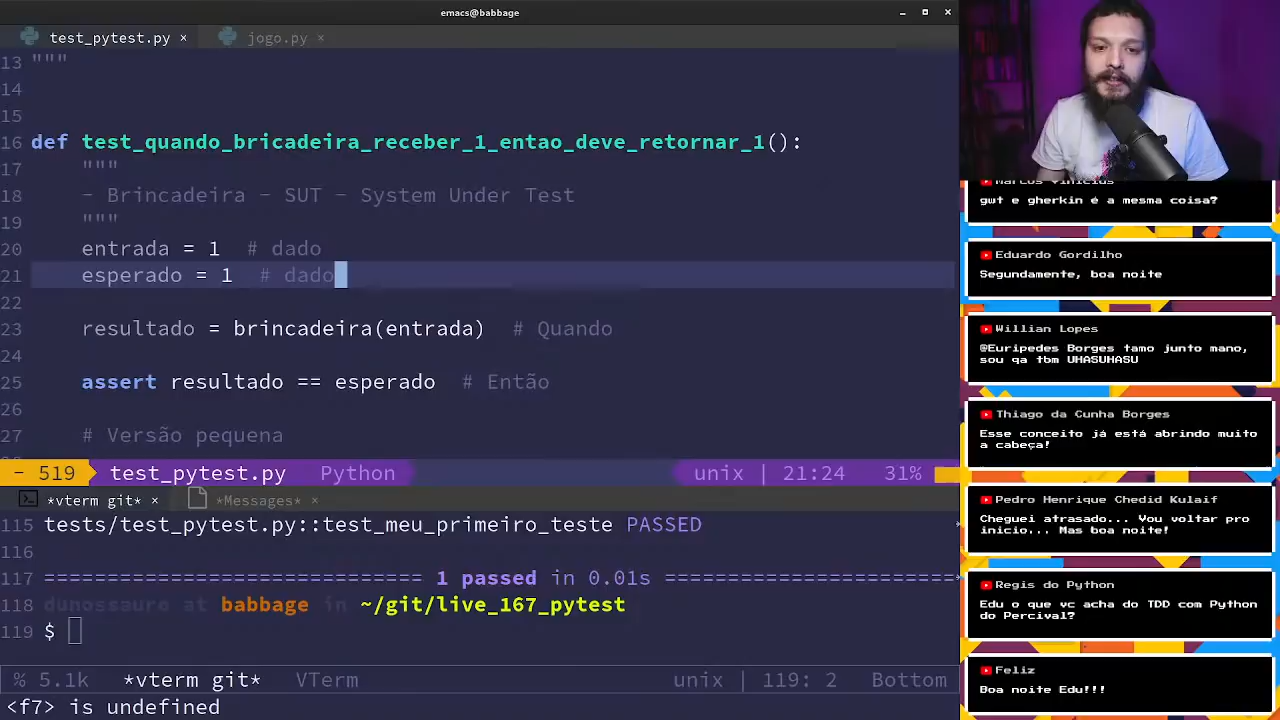 emacs@babbage
test_pytest.py ×
jogo.py ×
13 """
14
15
16 def test_quando_bricadeira_receber_1_entao_deve_retornar_1():
17 """
18 - Brincadeira - SUT - System Under Test
19 """
20 entrada = 1 # dado
21 esperado = 1 # dado
22
23 resultado = brincadeira(entrada) # Quando
24
25 assert resultado == esperado # Então
26
27 # Versão pequena
- 519 test_pytest.py Python unix | 21:24 31%
*vterm git* × *Messages* ×
115 tests/test_pytest.py::test_meu_primeiro_teste PASSED
116
117 ============================== 1 passed in 0.01s =======================
118 dunossauro at babbage in ~/git/live_167_pytest
119 $
% 5.1k *vterm git* VTerm unix | 119: 2 Bottom
<f7> is undefined
Marcos Vinicius
gwt e gherkin é a mesma coisa?
Eduardo Gordilho
Segundamente, boa noite
Willian Lopes
@Euripedes Borges tamo junto mano,
sou qa tbm UHASUHASU
Thiago da Cunha Borges
Esse conceito já está abrindo muito
a cabeça!
Pedro Henrique Chedid Kulaif
Cheguei atrasado... Vou voltar pro
inicio... Mas boa noite!
Regis do Python
Edu o que vc acha do TDD com Python
do Percival?
Feliz
Boa noite Edu!!!